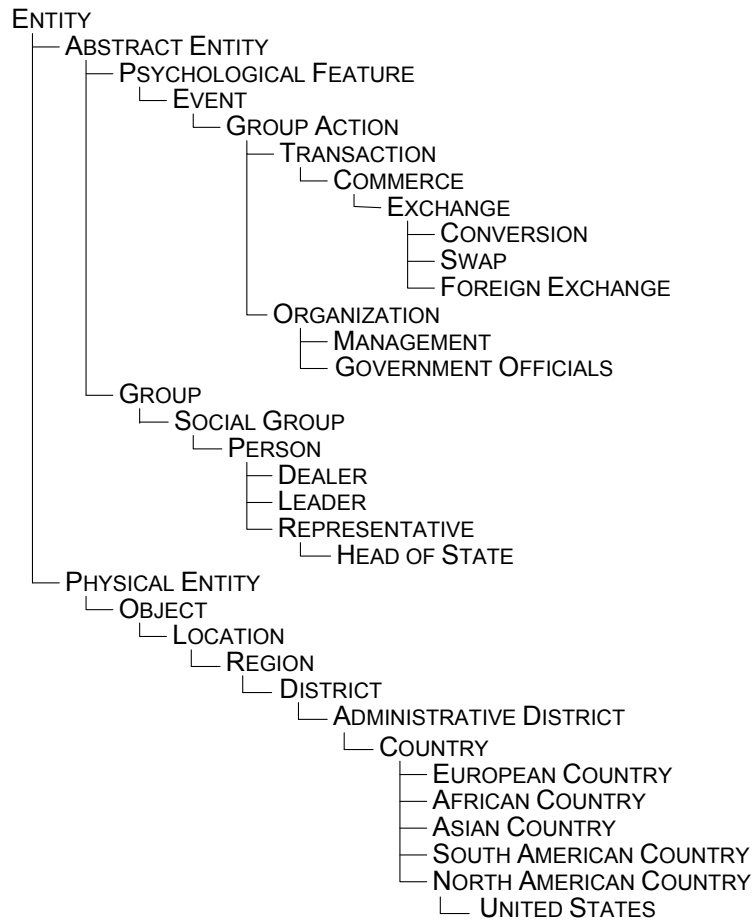 ENTITY
ABSTRACT ENTITY
PSYCHOLOGICAL FEATURE
EVENT
GROUP ACTION
TRANSACTION
COMMERCE
EXCHANGE
CONVERSION
SWAP
FOREIGN EXCHANGE
ORGANIZATION
MANAGEMENT
GOVERNMENT OFFICIALS
GROUP
SOCIAL GROUP
PERSON
DEALER
LEADER
REPRESENTATIVE
HEAD OF STATE
PHYSICAL ENTITY
OBJECT
LOCATION
REGION
DISTRICT
ADMINISTRATIVE DISTRICT
COUNTRY
EUROPEAN COUNTRY
AFRICAN COUNTRY
ASIAN COUNTRY
SOUTH AMERICAN COUNTRY
NORTH AMERICAN COUNTRY
UNITED STATES